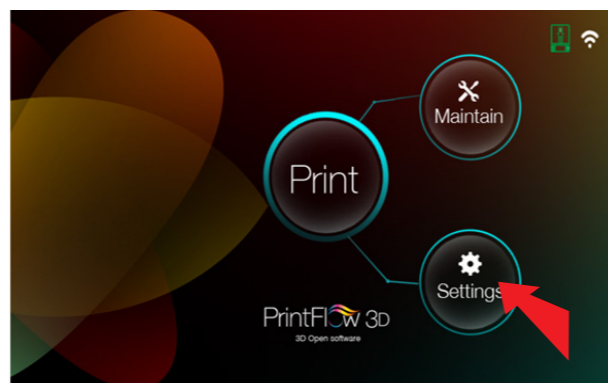 Maintain
Print
Settings
PrintFlow 3D
3D Open software